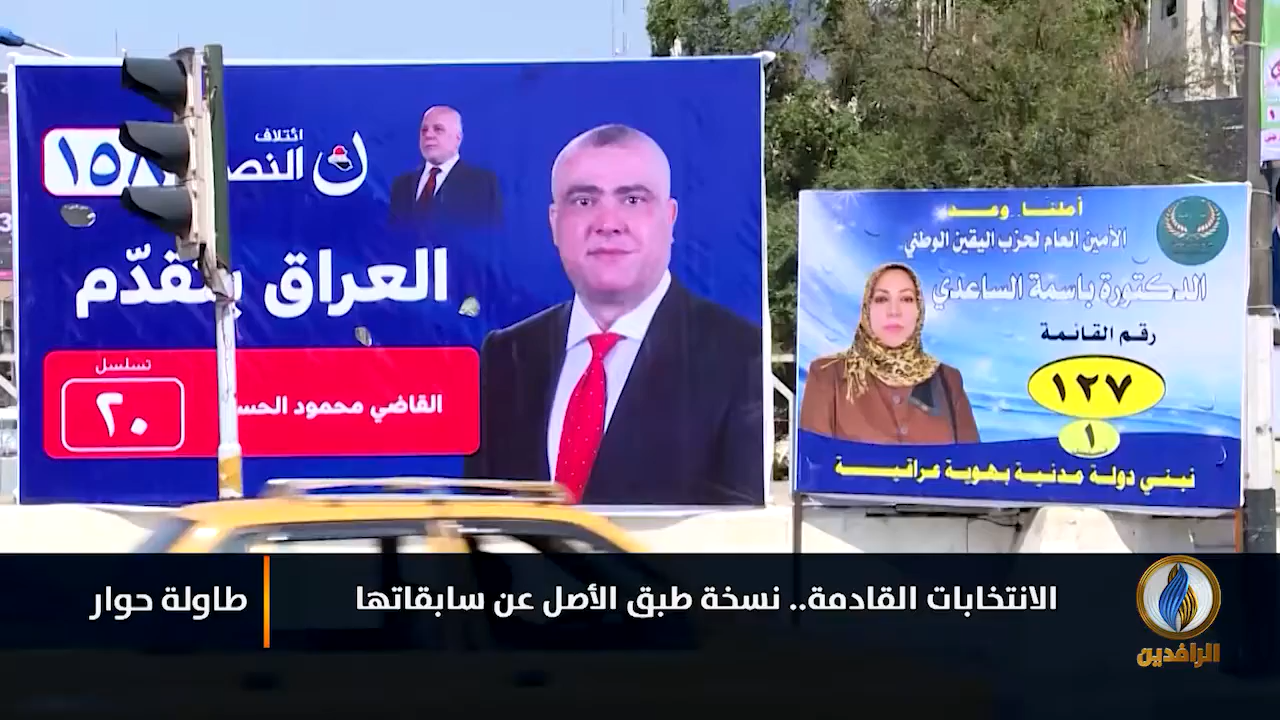 ائتلاف
١٥٨
العراق يتقدّم
تسلسل
٢٠
القاضي محمود
أملنا.. وعد
الأمين العام لحزب اليقين الوطني
الدكتورة باسمة الساعدي
رقم القائمة
١٢٧
١
نبني دولة مدنية بهوية عراقية
الانتخابات القادمة.. نسخة طبق الأصل عن سابقاتها
طاولة حوار
الرافدين